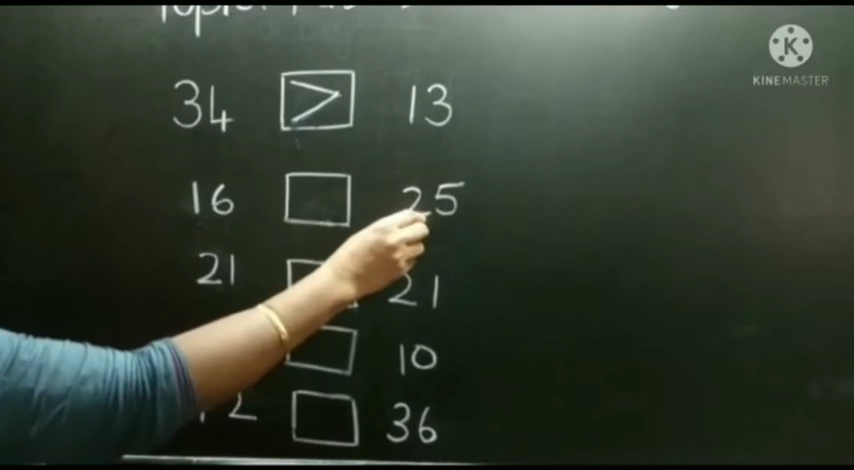 34 > 13
16 25
21 21
10
36
K
KINEMASTER